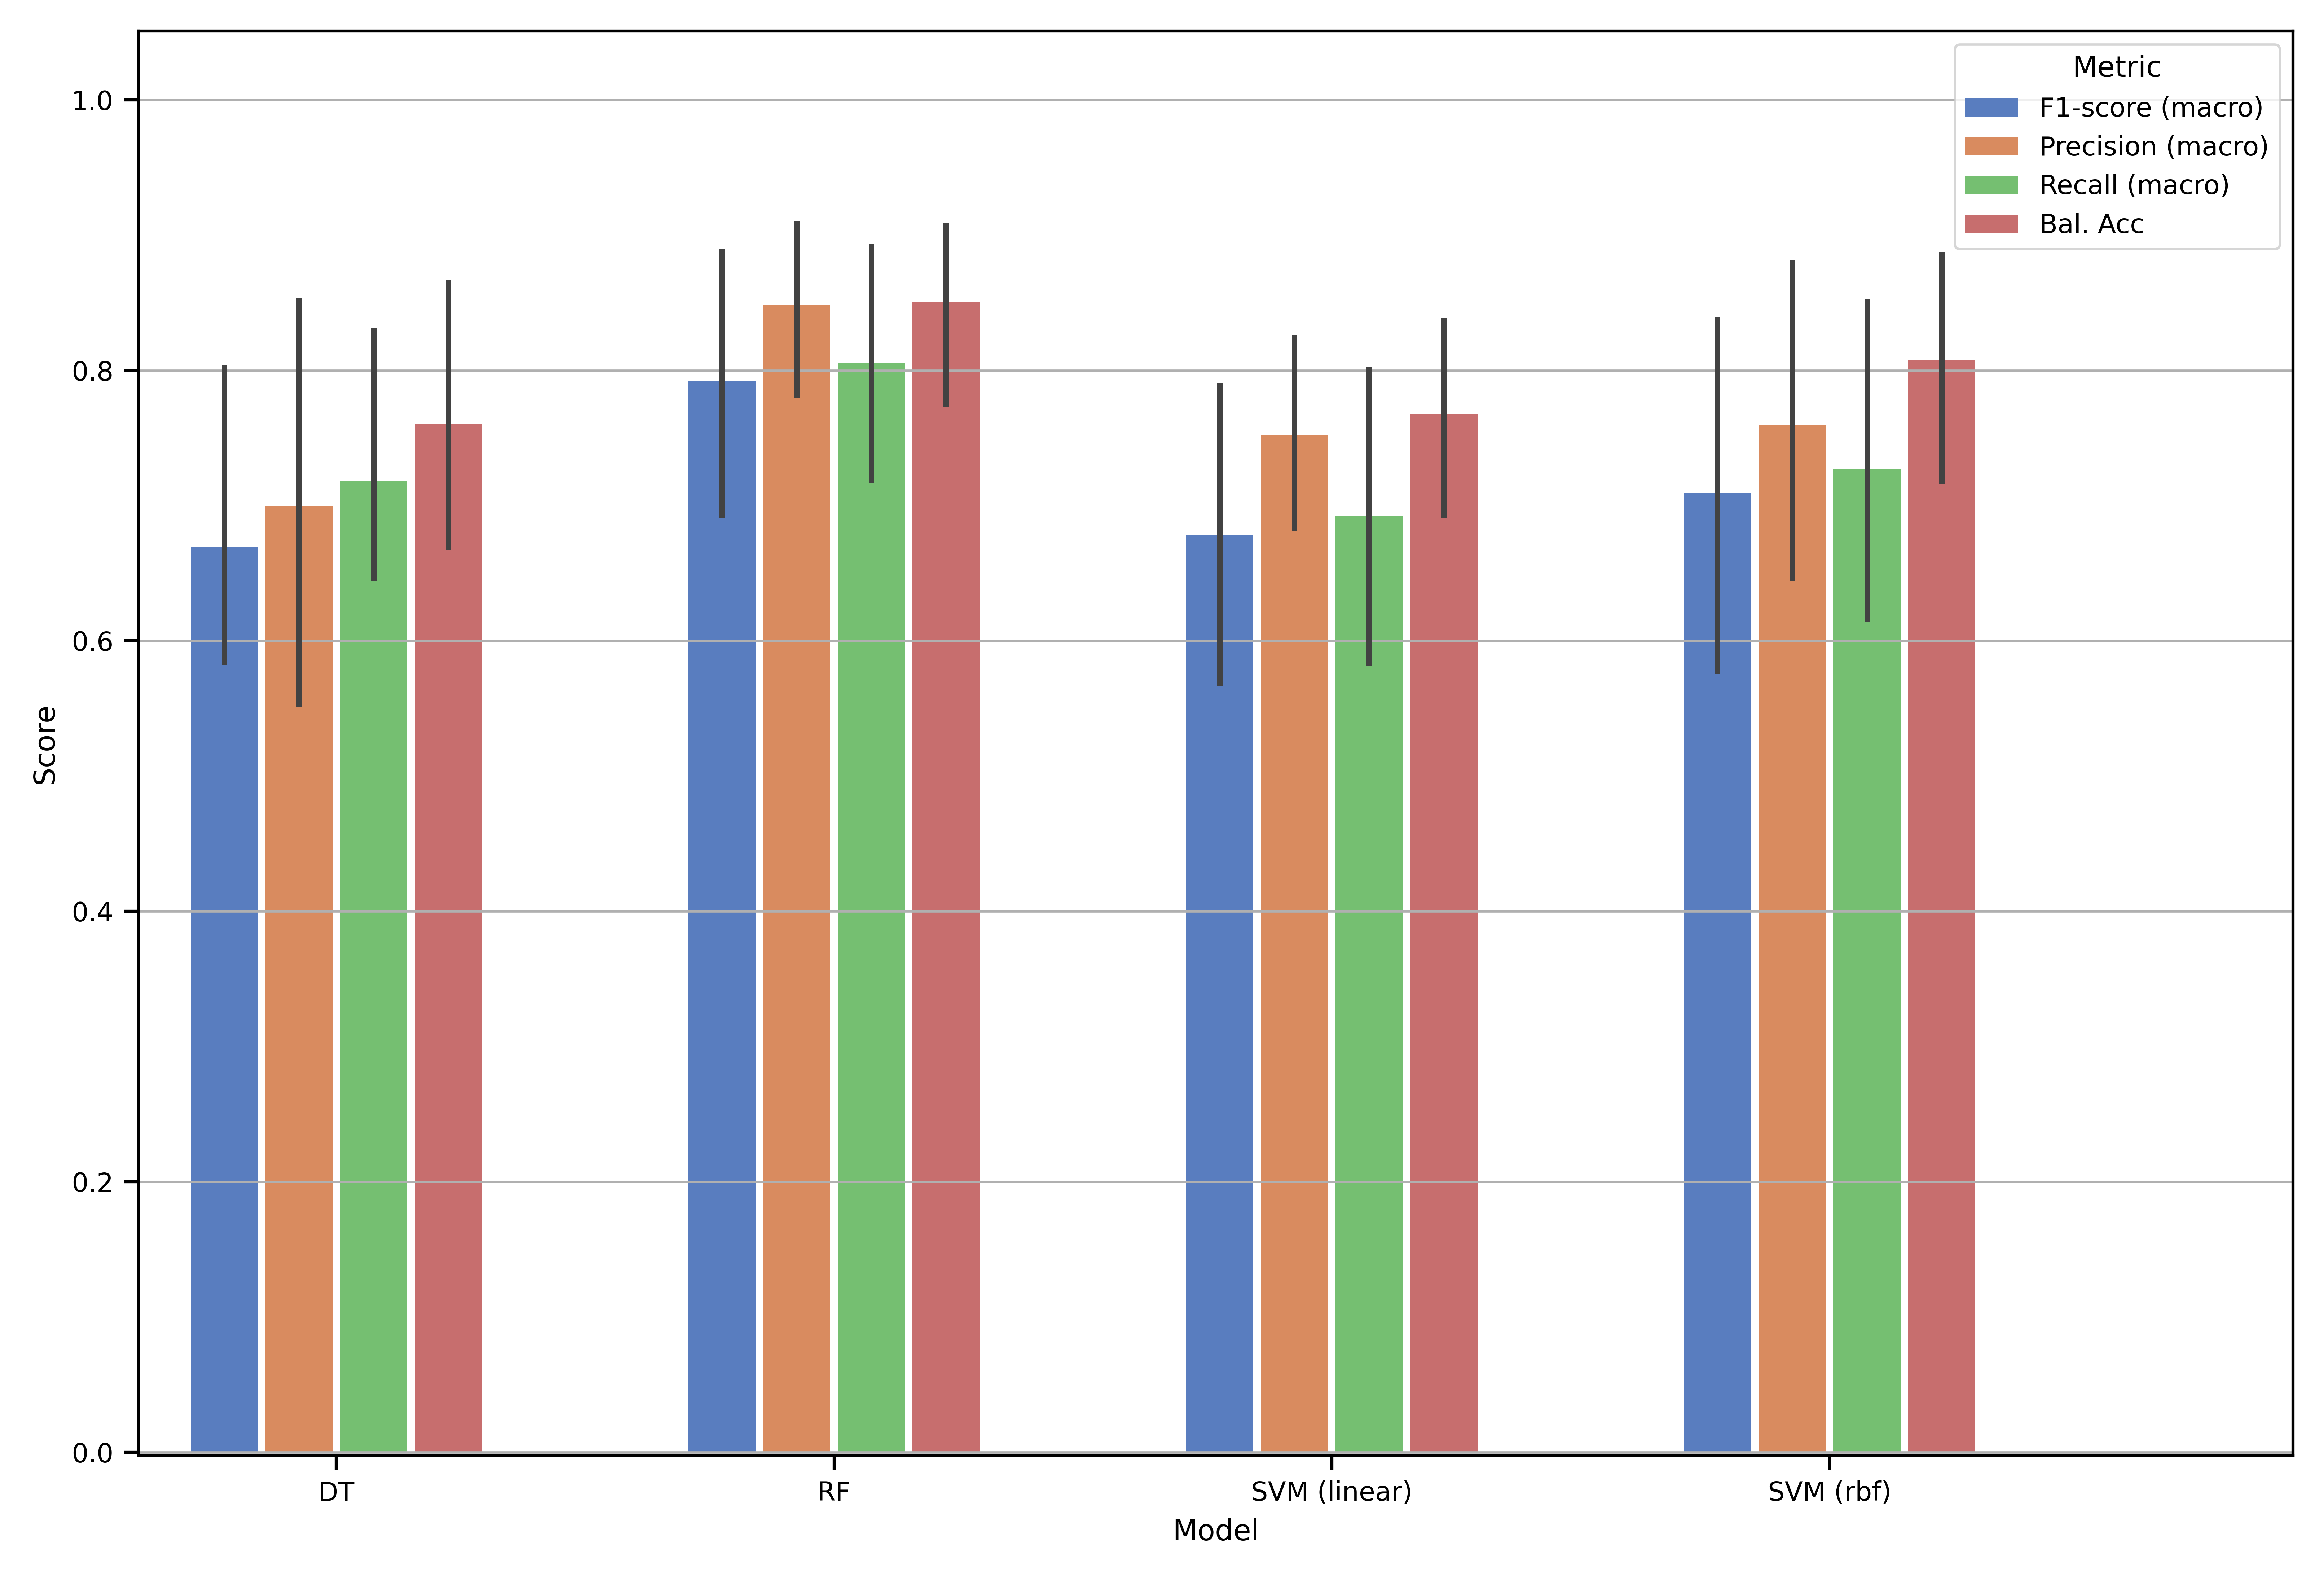 Metric
F1-score (macro)
Precision (macro)
Recall (macro)
Bal. Acc
1.0
0.8
0.6
0.4
0.2
0.0
Score
DT
RF
SVM (linear)
SVM (rbf)
Model